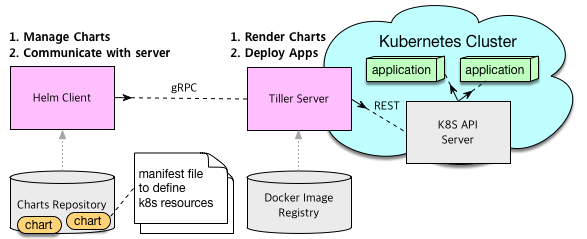 1. Manage Charts
2. Communicate with server
1. Render Charts
2. Deploy Apps
Kubernetes Cluster
application
application
Helm Client
gRPC
Tiller Server
REST
K8S API
Server
Charts Repository
chart
chart
manifest file
to define
k8s resources
Docker Image
Registry